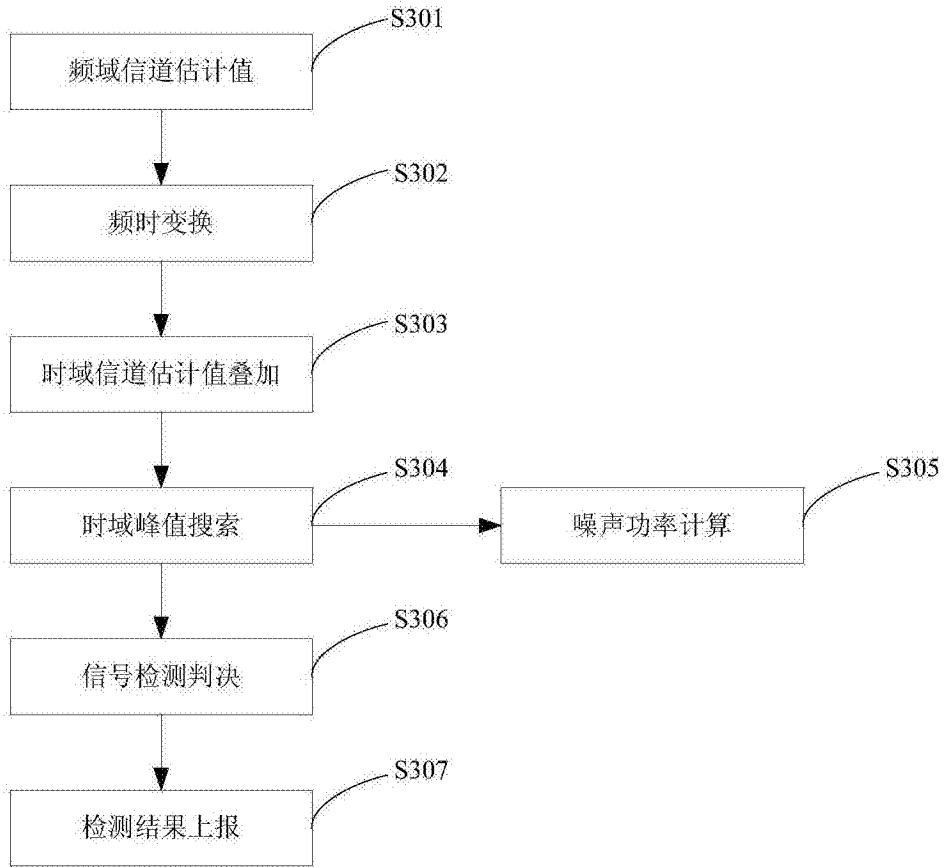 S301
频域信道估计值
S302
频时变换
S303
时域信道估计值叠加
S304
时域峰值搜索
S305
噪声功率计算
S306
信号检测判决
S307
检测结果上报